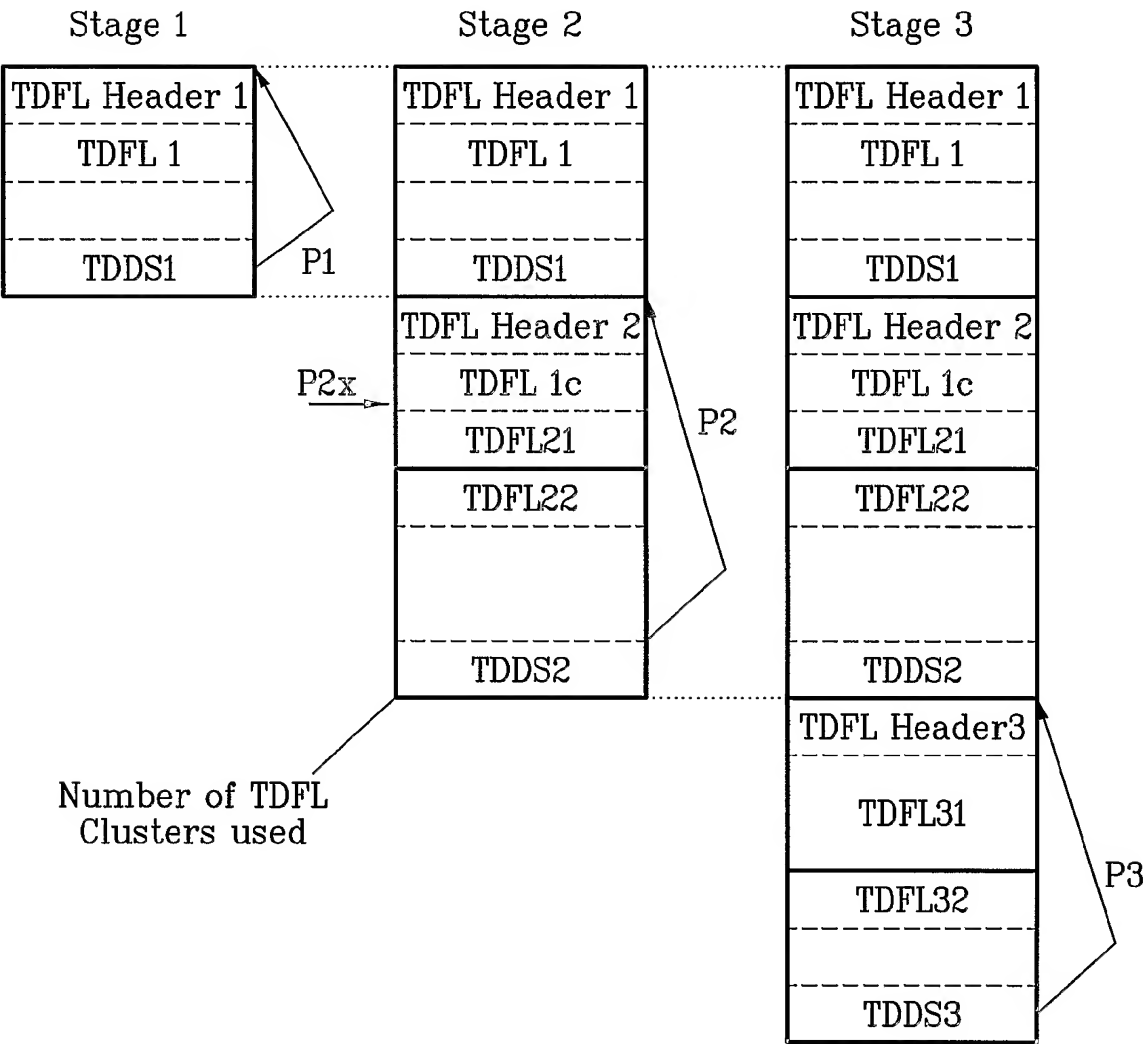 Stage 1
Stage 2
Stage 3
TDFL Header 1
TDFL 1
TDDS1
P1
TDFL Header 1
TDFL 1
TDDS1
TDFL Header 2
P2x
TDFL 1c
TDFL21
P2
TDFL22
TDDS2
Number of TDFL
Clusters used
TDFL Header 1
TDFL 1
TDDS1
TDFL Header 2
TDFL 1c
TDFL21
TDFL22
TDDS2
TDFL Header3
TDFL31
P3
TDFL32
TDDS3